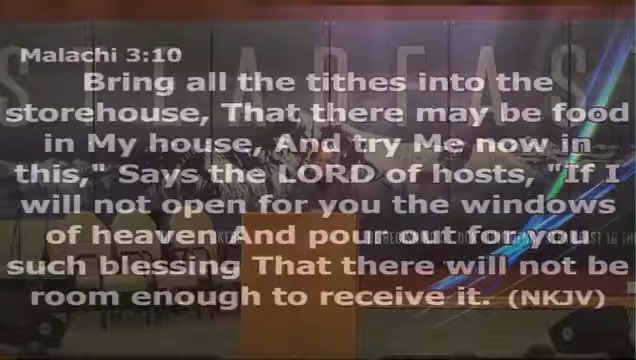 Malachi 3:10
Bring all the tithes into the
storehouse, That there may be food
in My house, And try Me now in
this," Says the LORD of hosts, "If I
will not open for you the windows
of heaven And pour out for you
such blessing That there will not be
room enough to receive it. (NKJV)